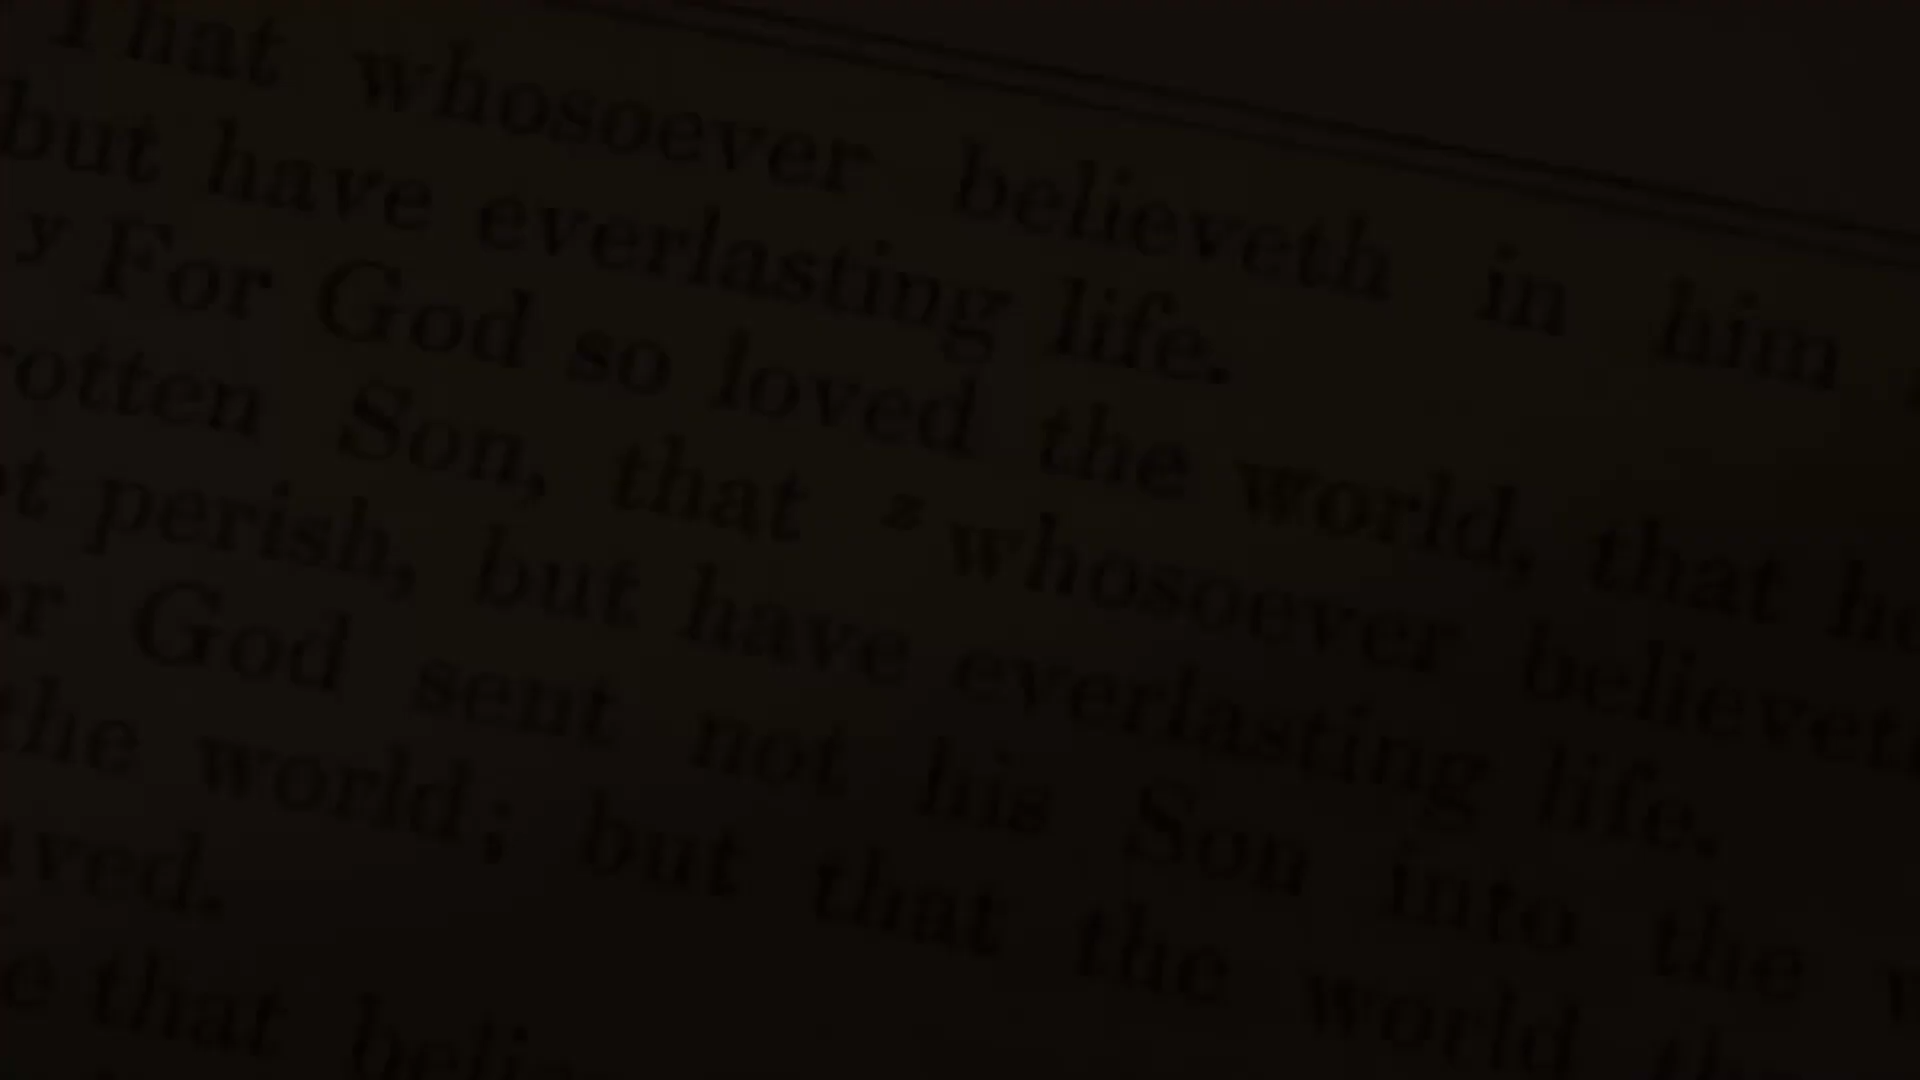 That whosoever believeth in him
but have everlasting life.
y For God so loved the world, that he
otten Son, that z whosoever believeth
t perish, but have everlasting life.
r God sent not his Son into the
the world; but that the world
ved.
e that